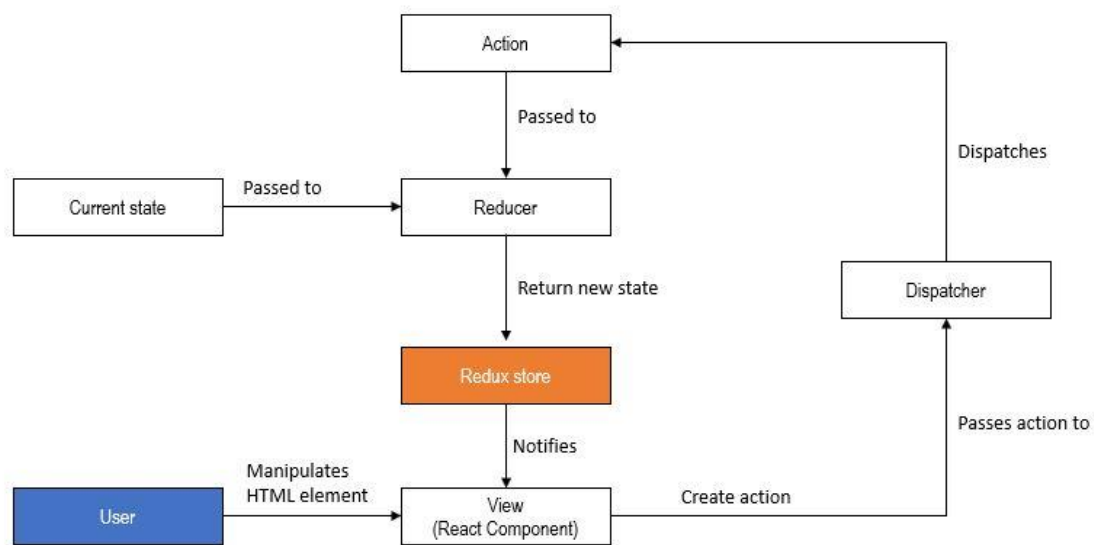 Action
Passed to
Dispatches
Current state
Passed to
Reducer
Return new state
Dispatcher
Redux store
Notifies
Passes action to
User
Manipulates
HTML element
View
(React Component)
Create action